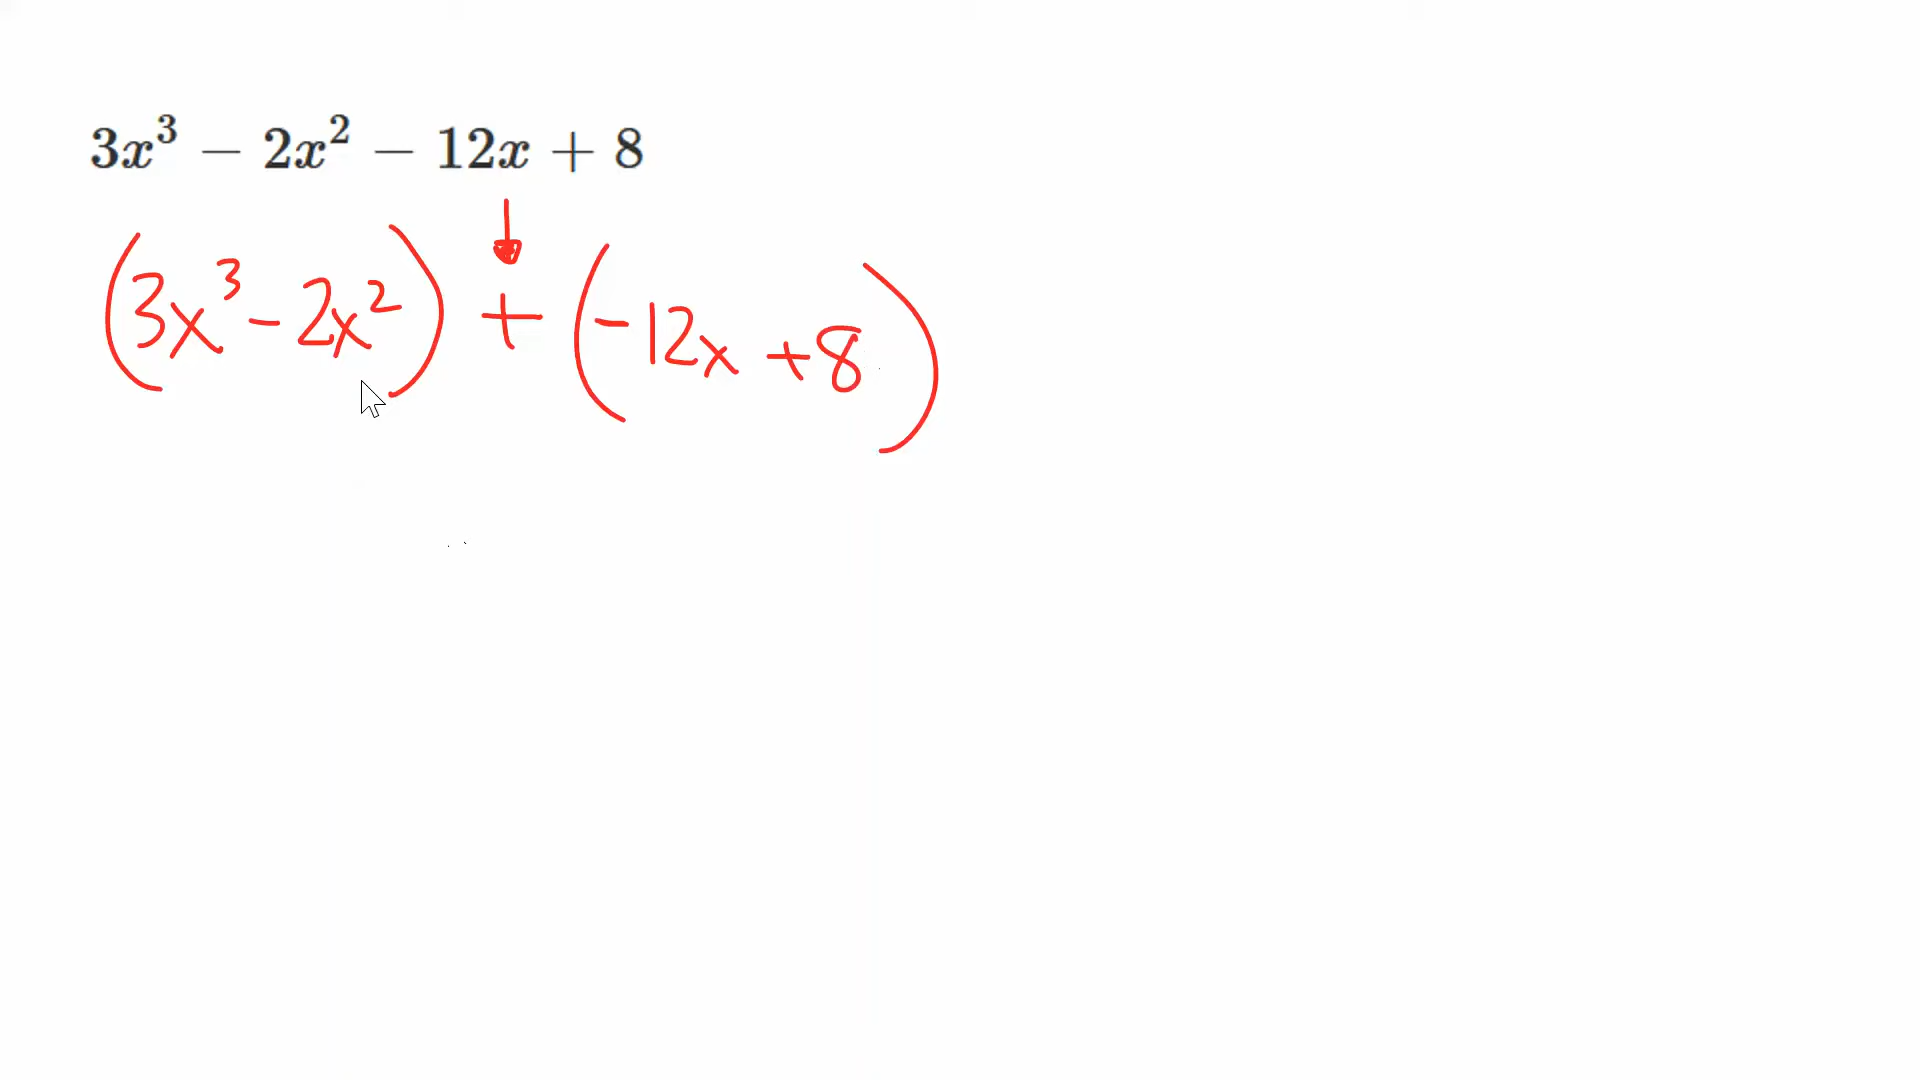 3x³ − 2x² − 12x + 8
(3x³ - 2x²) + (-12x + 8)